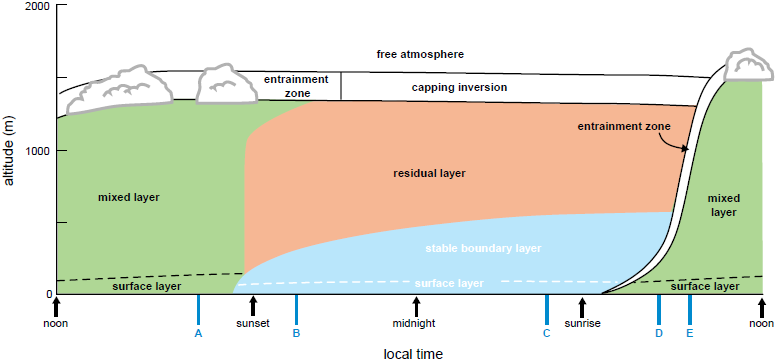 2000
free atmosphere
entrainment
zone
capping inversion
entrainment zone
1000
altitude (m)
residual layer
mixed layer
mixed
layer
stable boundary layer
surface layer
surface layer
surface layer
0
noon
A
sunset
B
midnight
C
sunrise
D
E
noon
local time